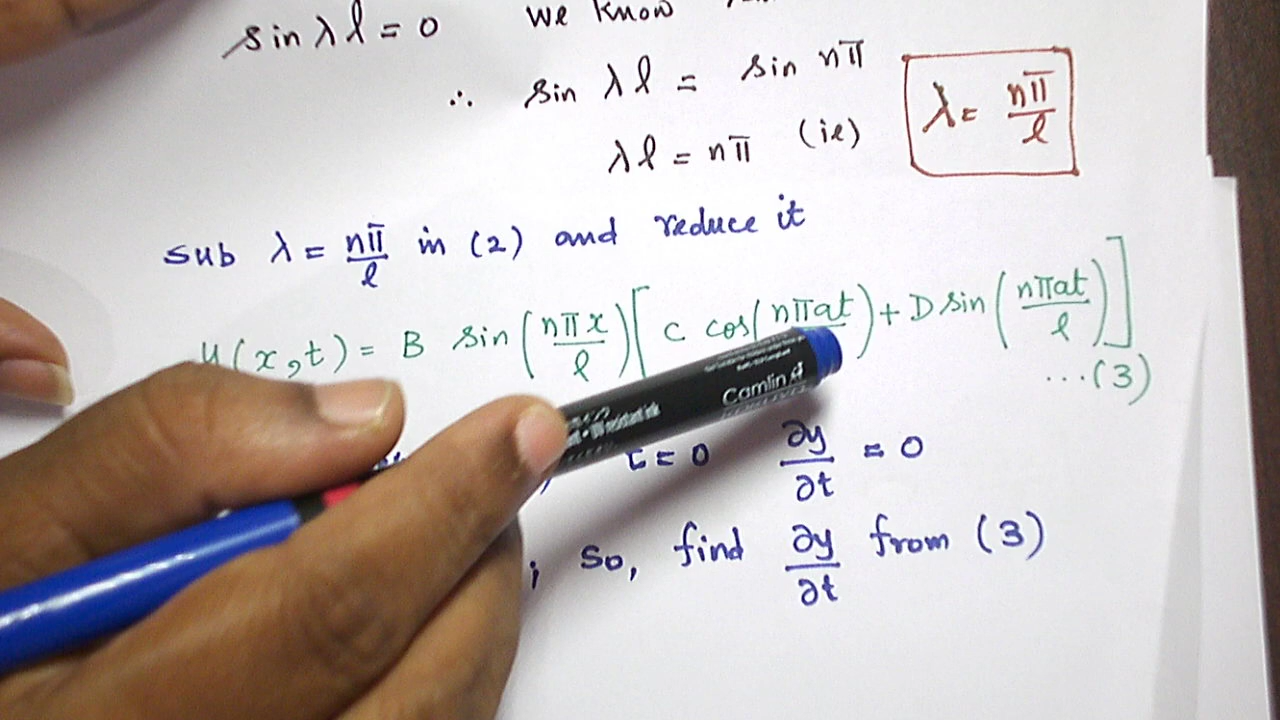 sin λl = 0 we know
∴ sin λl = sin nπ
λl = nπ (ie)
λ = nπ/l
sub λ = nπ/l in (2) and reduce it
y(x,t) = B sin(nπx/l)[C cos(nπat)+D sin(nπat/l)]
...(3)
Camlin
t = 0 ∂y/∂t = 0
; so, find ∂y/∂t from (3)